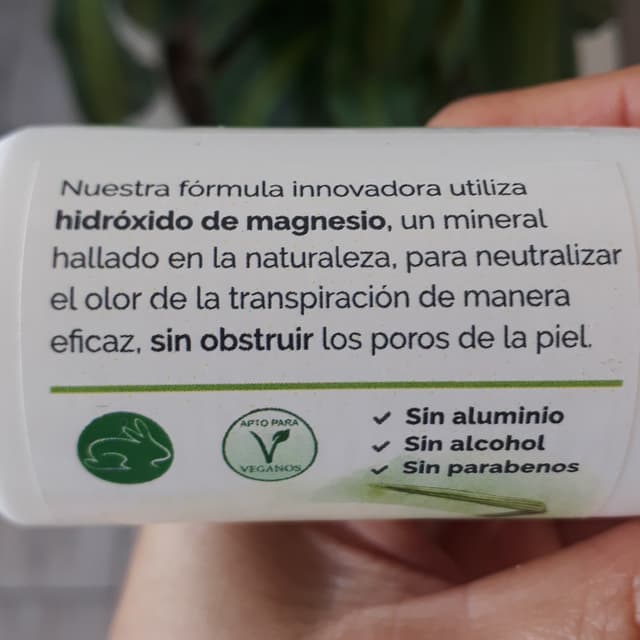 Nuestra fórmula innovadora utiliza
hidróxido de magnesio, un mineral
hallado en la naturaleza, para neutralizar
el olor de la transpiración de manera
eficaz, sin obstruir los poros de la piel.
APTO PARA
VEGANOS
Sin aluminio
Sin alcohol
Sin parabenos